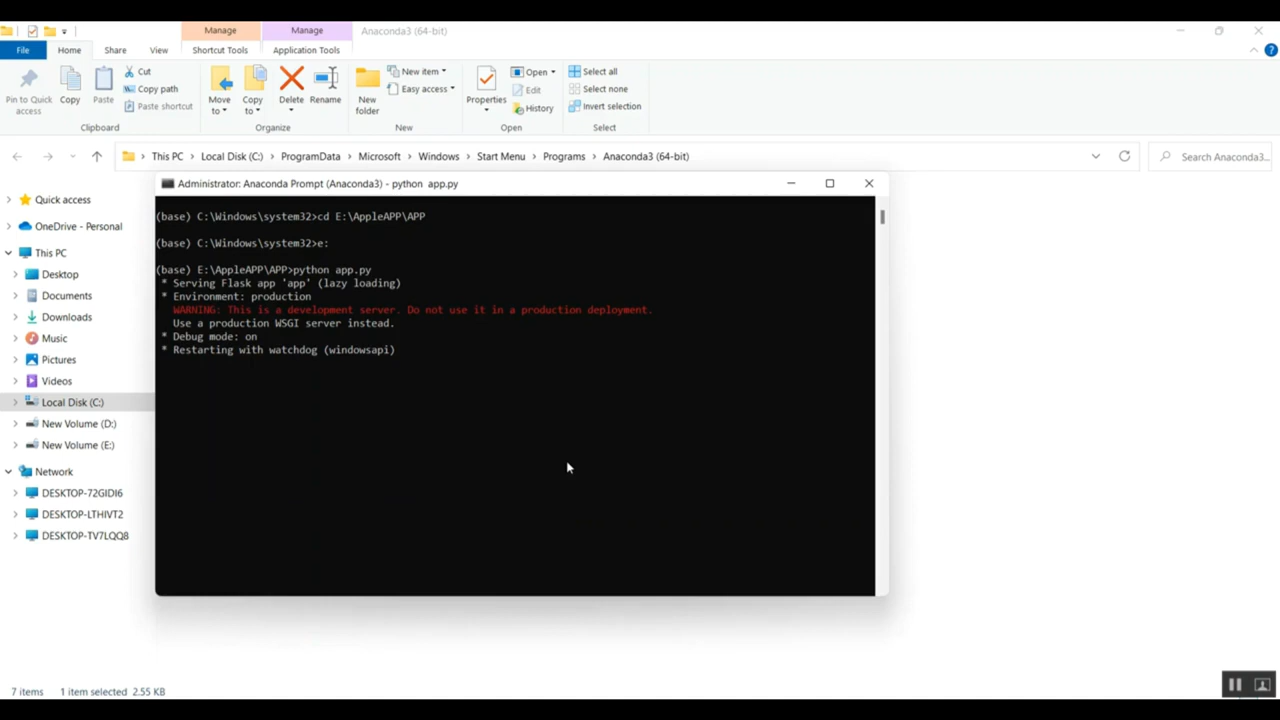 Manage
Manage
Anaconda3 (64-bit)
File
Home
Share
View
Shortcut Tools
Application Tools
Pin to Quick access
Copy
Paste
Cut
Copy path
Paste shortcut
Move to
Copy to
Delete
Rename
New folder
New item
Easy access
Properties
Open
Edit
History
Select all
Select none
Invert selection
Clipboard
Organize
New
Open
Select
This PC > Local Disk (C:) > ProgramData > Microsoft > Windows > Start Menu > Programs > Anaconda3 (64-bit)
Search Anaconda3...
Quick access
OneDrive - Personal
This PC
Desktop
Documents
Downloads
Music
Pictures
Videos
Local Disk (C:)
New Volume (D:)
New Volume (E:)
Network
DESKTOP-72GIDI6
DESKTOP-LTHIVT2
DESKTOP-TV7LQQ8
Administrator: Anaconda Prompt (Anaconda3) - python app.py
(base) C:\Windows\system32>cd E:\AppleAPP\APP
(base) C:\Windows\system32>e:
(base) E:\AppleAPP\APP>python app.py
* Serving Flask app 'app' (lazy loading)
* Environment: production
WARNING: This is a development server. Do not use it in a production deployment.
Use a production WSGI server instead.
* Debug mode: on
* Restarting with watchdog (windowsapi)
7 items
1 item selected 2.55 KB